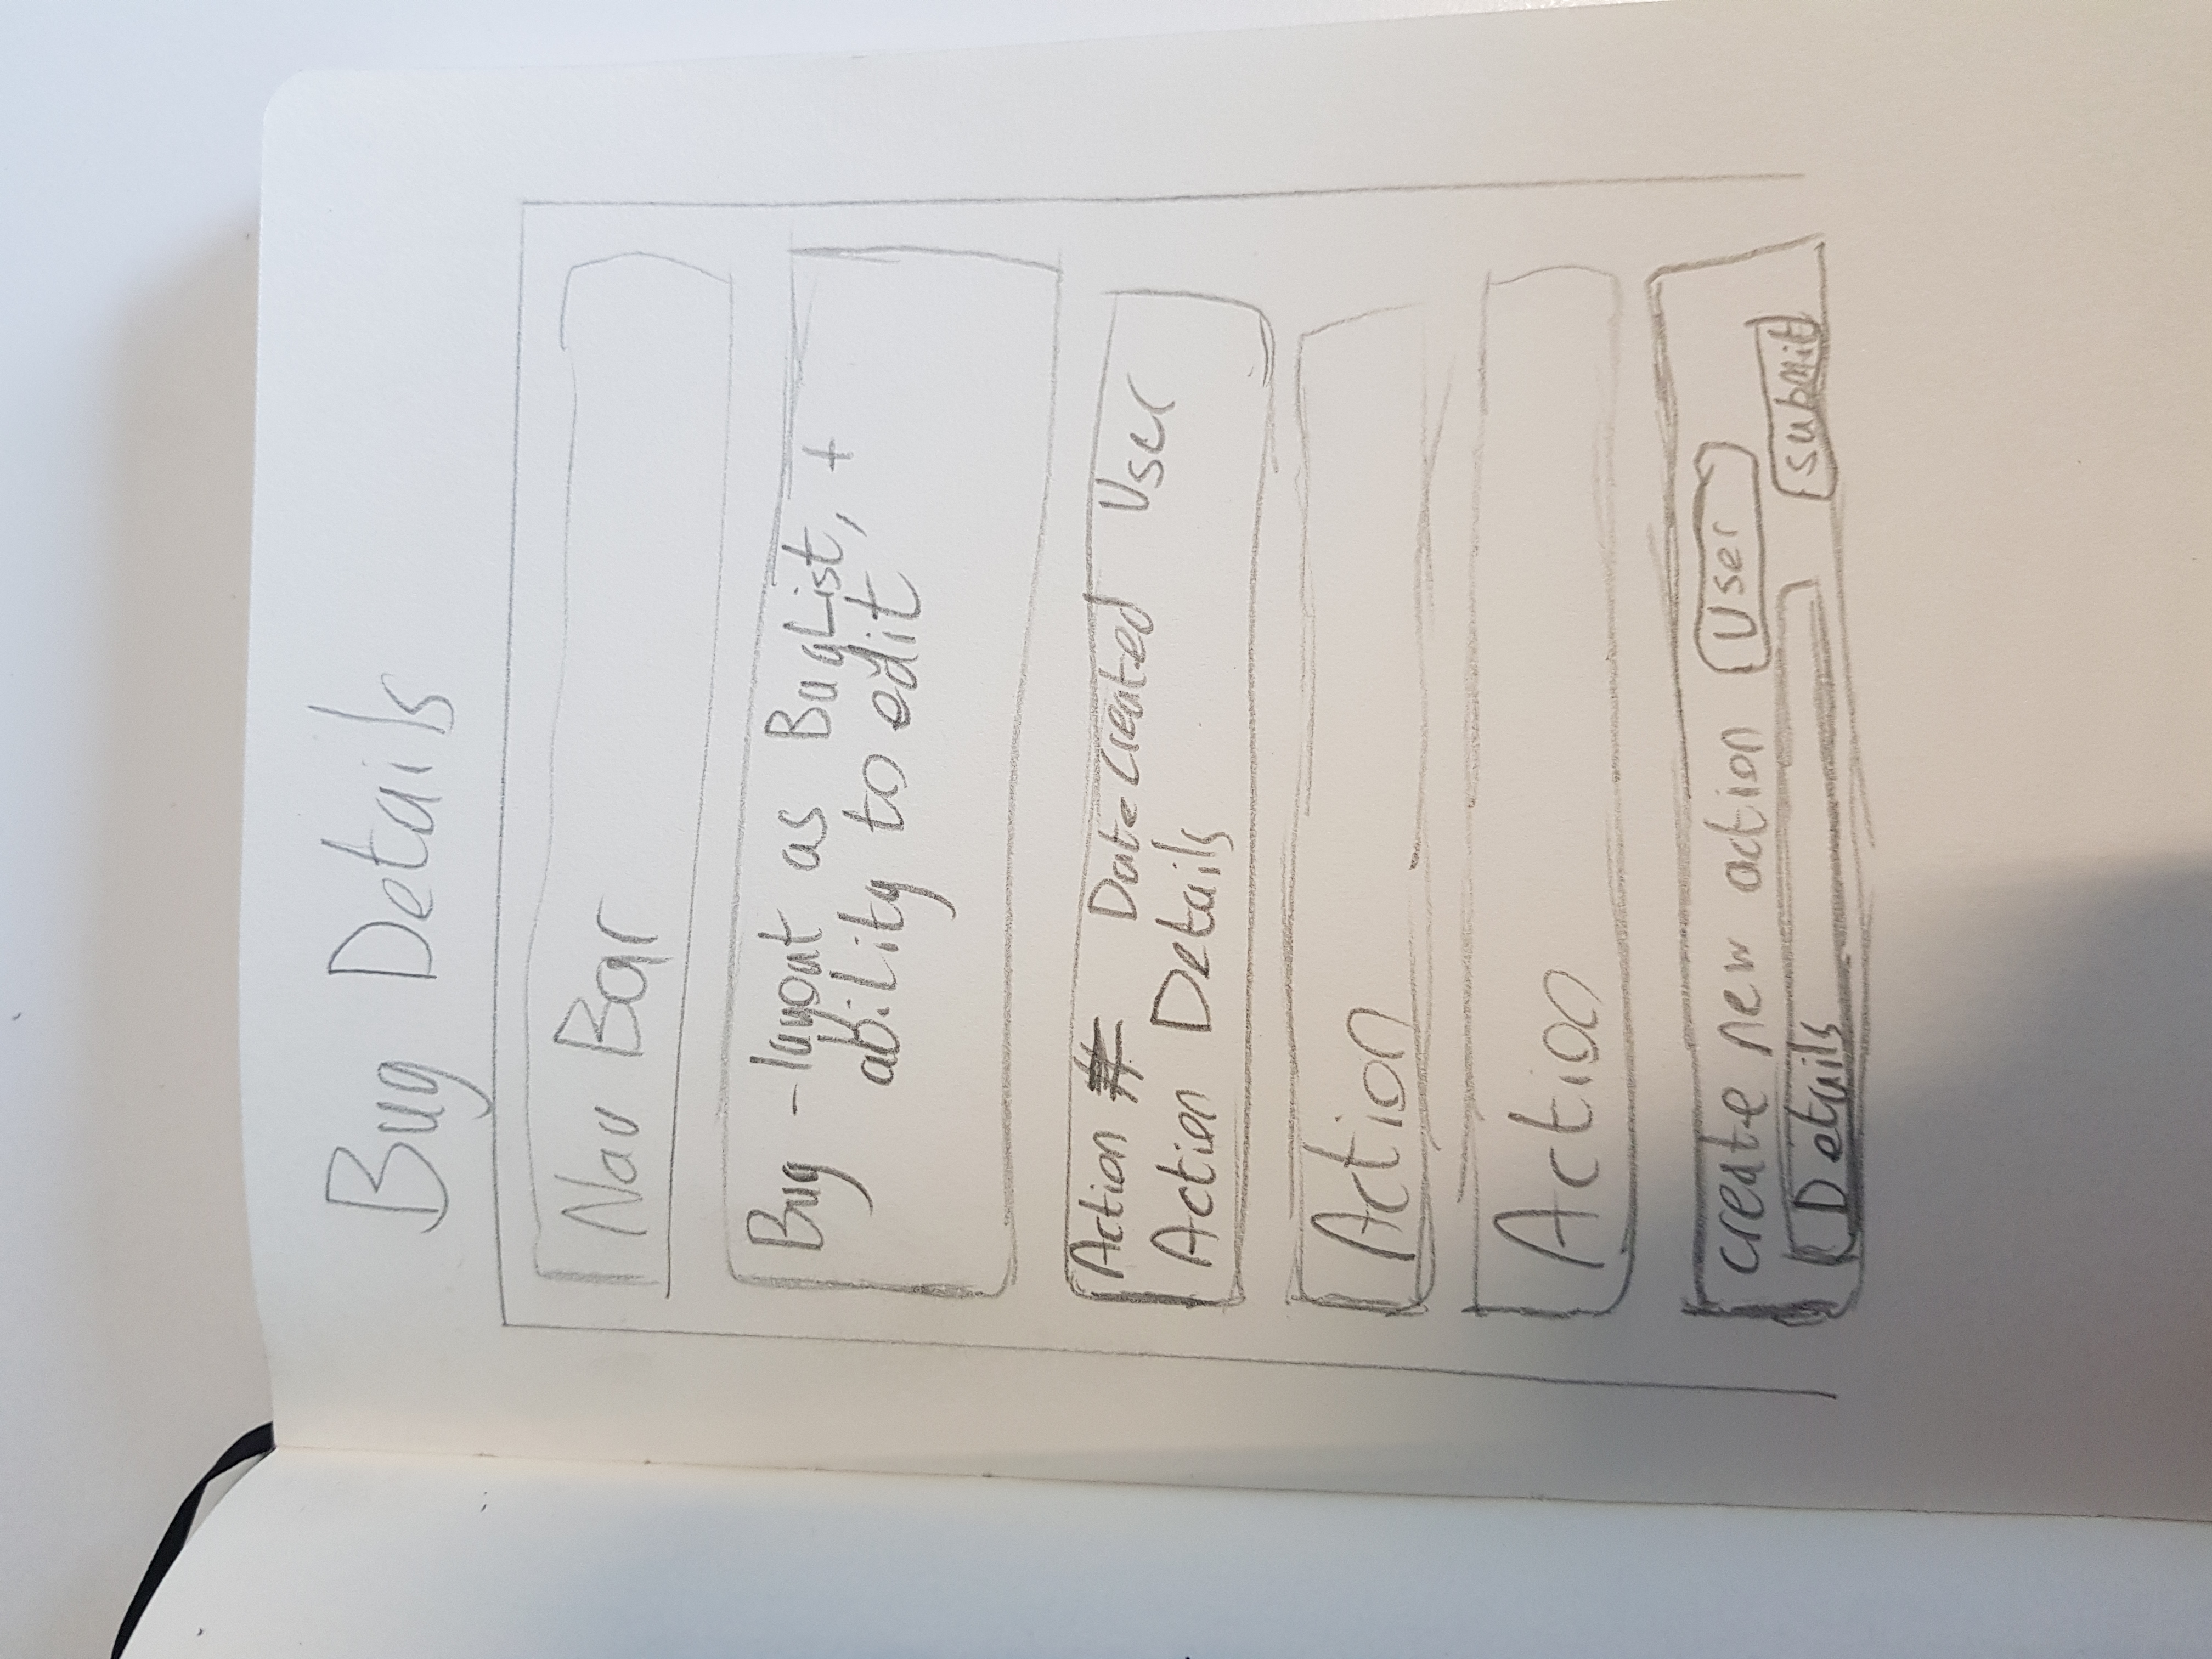 Bug Details
Nav Bar
Bug - layout as BugList, +
ability to edit
Action # Date Created User
Action Details
Action
Action
create new action User
Details submit